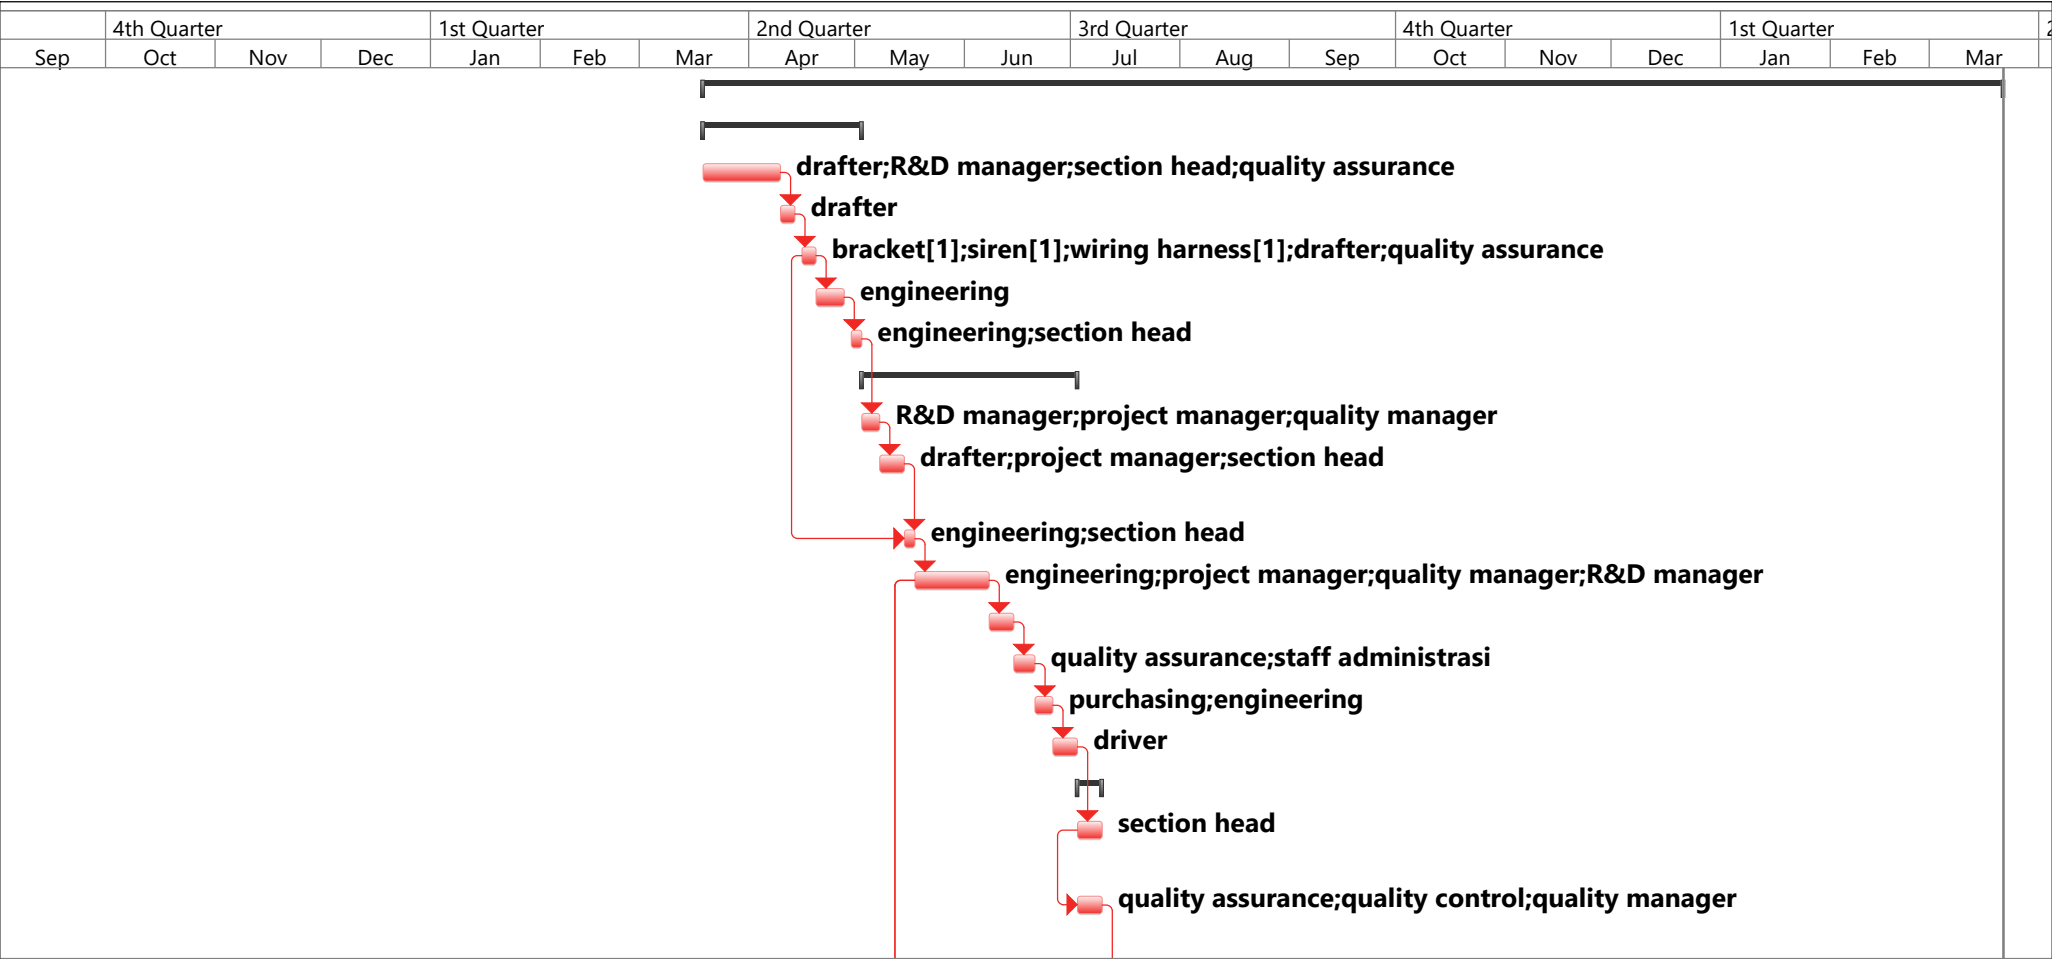 4th Quarter 1st Quarter 2nd Quarter 3rd Quarter 4th Quarter 1st Quarter
Sep Oct Nov Dec Jan Feb Mar Apr May Jun Jul Aug Sep Oct Nov Dec Jan Feb Mar
drafter;R&D manager;section head;quality assurance
drafter
bracket[1];siren[1];wiring harness[1];drafter;quality assurance
engineering
engineering;section head
R&D manager;project manager;quality manager
drafter;project manager;section head
engineering;section head
engineering;project manager;quality manager;R&D manager
quality assurance;staff administrasi
purchasing;engineering
driver
section head
quality assurance;quality control;quality manager